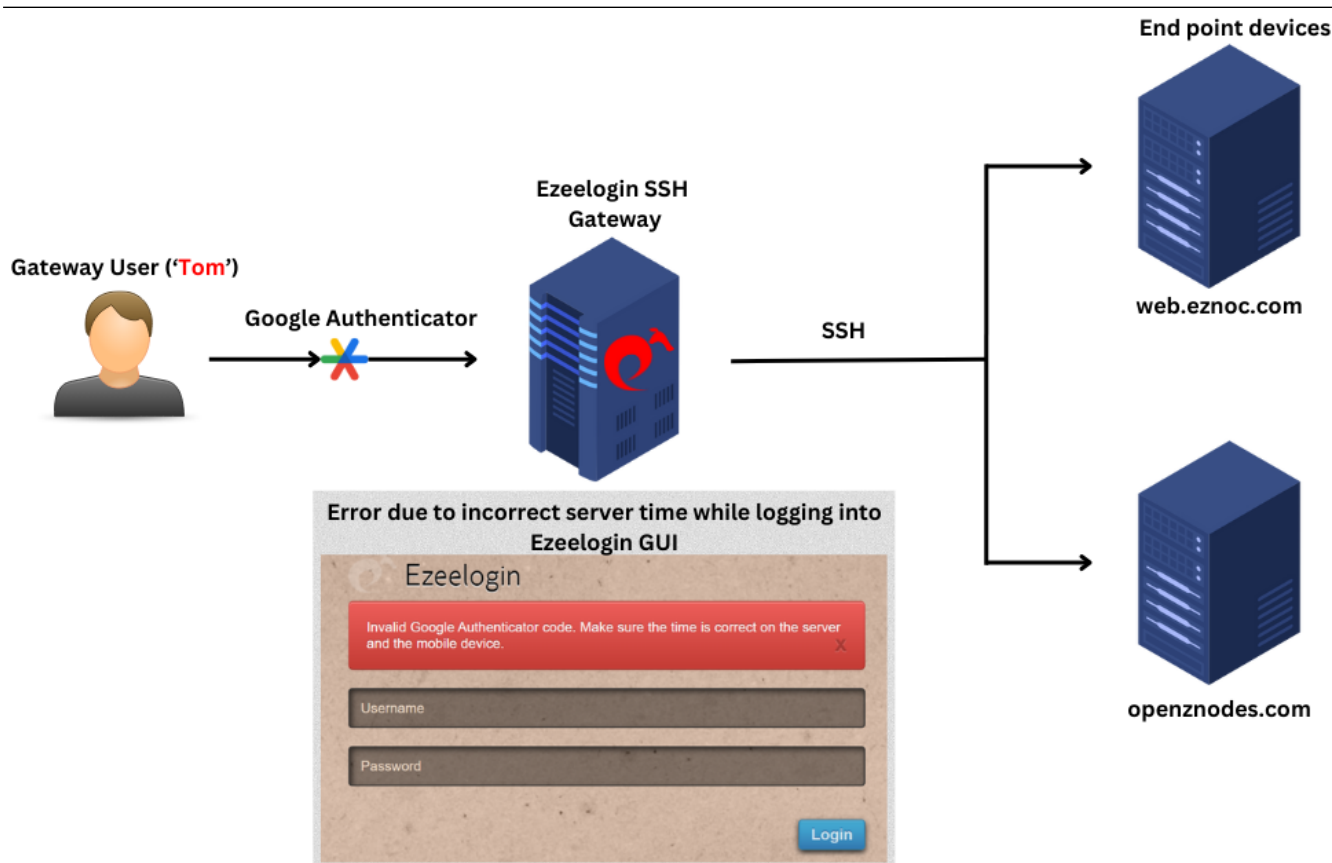 End point devices
Ezeelogin SSH
Gateway
Gateway User (‘Tom’)
Google Authenticator
SSH
web.eznoc.com
Error due to incorrect server time while logging into
Ezeelogin GUI
Ezeelogin
Invalid Google Authenticator code. Make sure the time is correct on the server
and the mobile device.
X
Username
Password
Login
openznodes.com